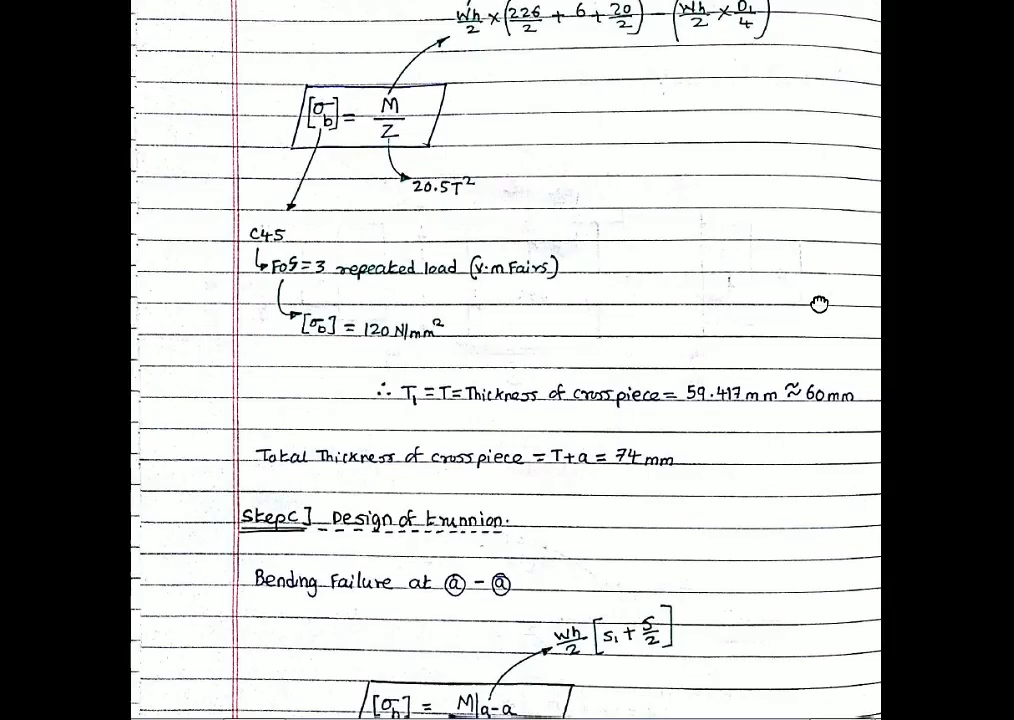 Wh/2 × (226/2 + 6 + 20/2) − (Wh/2 × D1/4)
[σb] = M/Z
20.5T²
C45
↳ FOS = 3 repeated load (V.M Fairs)
[σb] = 120 N/mm²
∴ T1 = T = Thickness of crosspiece = 59.417 mm ≈ 60mm
Total Thickness of crosspiece = T + a = 74 mm
Step C] Design of trunnion.
Bending Failure at ⓐ - ⓐ
Wh/2 [S1 + S/2]
[σb] = M|a-a